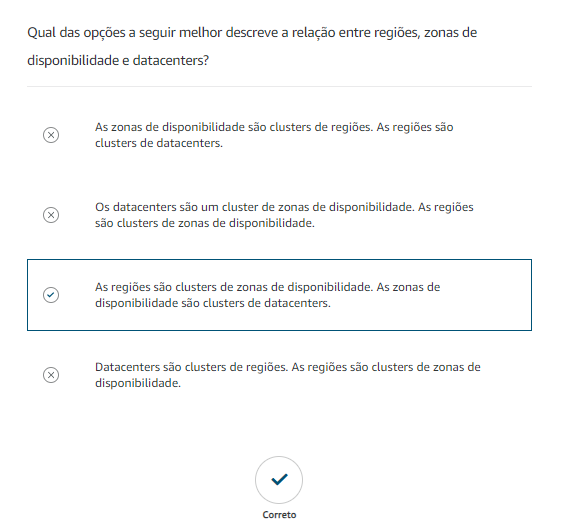 Qual das opções a seguir melhor descreve a relação entre regiões, zonas de
disponibilidade e datacenters?
As zonas de disponibilidade são clusters de regiões. As regiões são
clusters de datacenters.
Os datacenters são um cluster de zonas de disponibilidade. As regiões
são clusters de zonas de disponibilidade.
As regiões são clusters de zonas de disponibilidade. As zonas de
disponibilidade são clusters de datacenters.
Datacenters são clusters de regiões. As regiões são clusters de zonas de
disponibilidade.
Correto